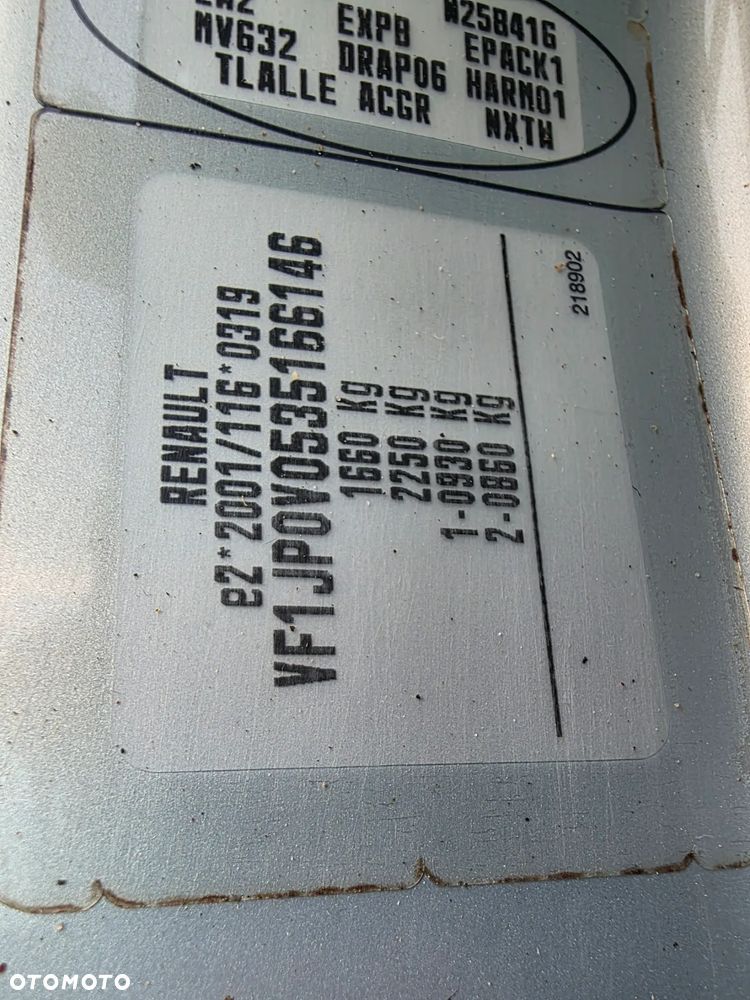 N258416
EXPB EPACK1
MV632 DRAP06 HARM01
TLALLE ACGR NXTW
RENAULT
e2*2001/116*0319
VF1JP0V0535166146
1660 Kg
2250 Kg
1-0930 Kg
2-0860 Kg
218902
OTOMOTO